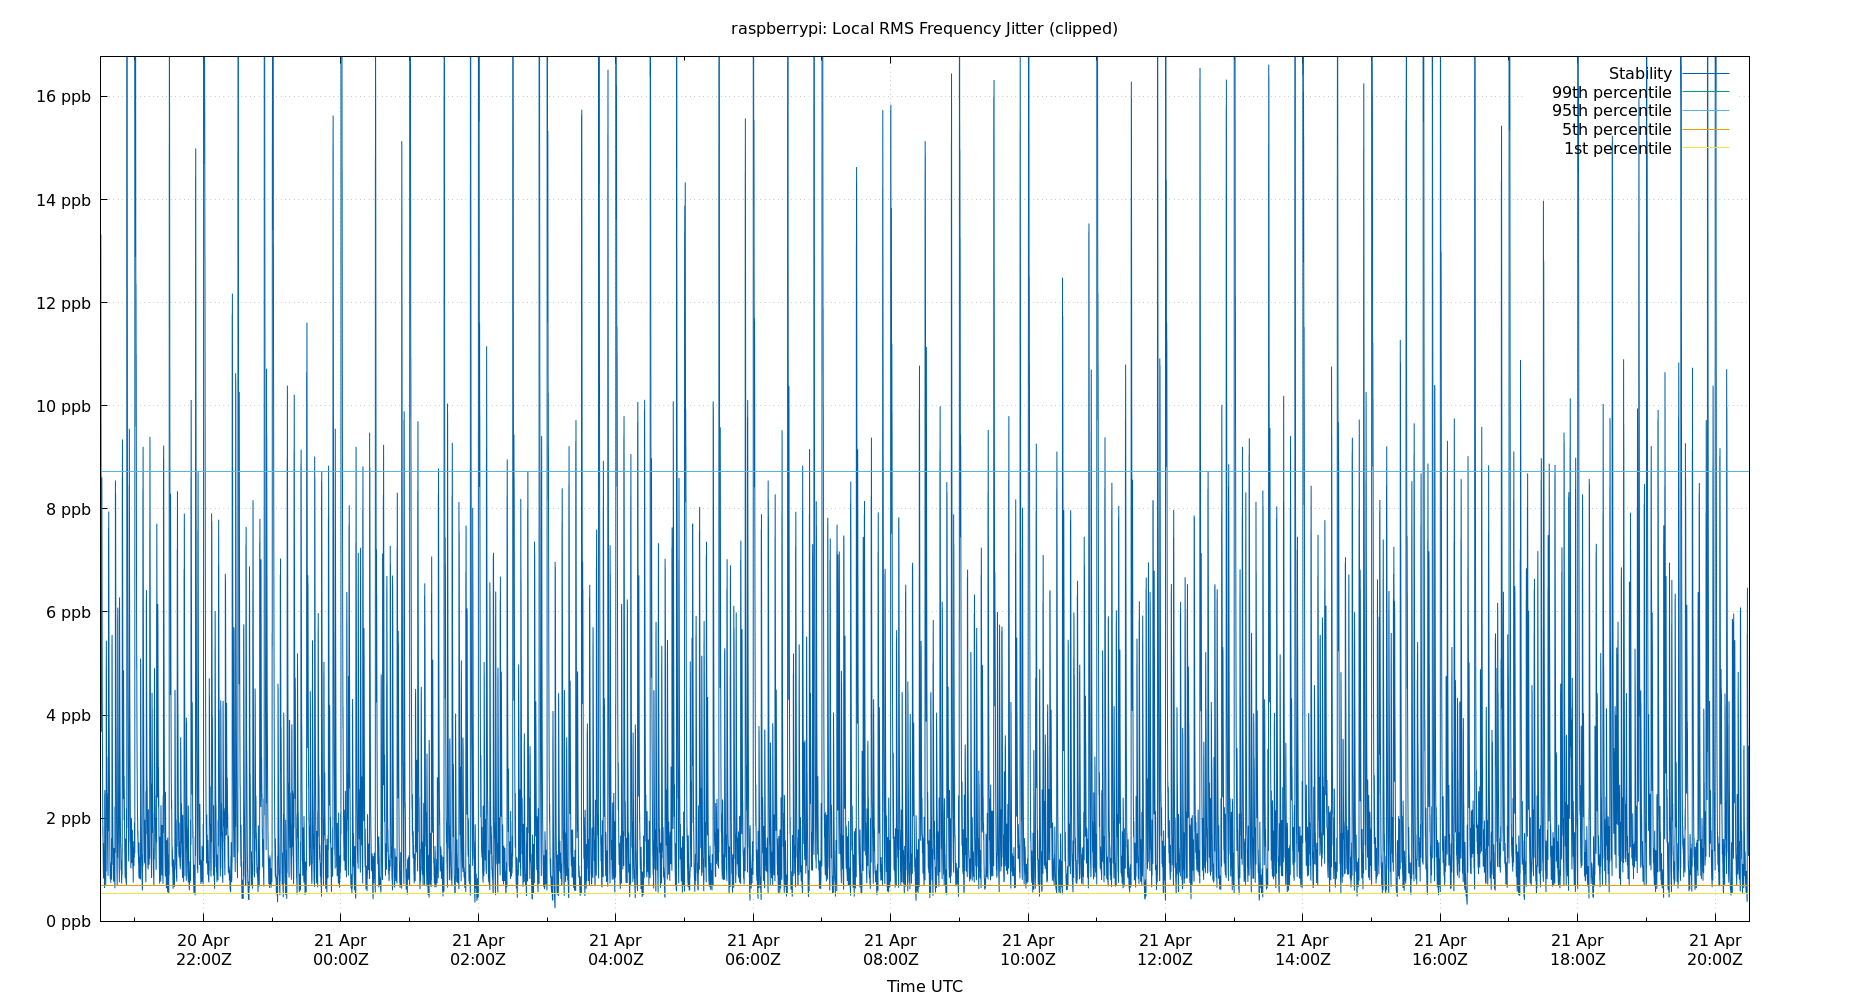 raspberrypi: Local RMS Frequency Jitter (clipped)
Stability
99th percentile
95th percentile
5th percentile
1st percentile
16 ppb
14 ppb
12 ppb
10 ppb
8 ppb
6 ppb
4 ppb
2 ppb
0 ppb
20 Apr 21 Apr 21 Apr 21 Apr 21 Apr 21 Apr 21 Apr 21 Apr 21 Apr 21 Apr 21 Apr 21 Apr
22:00Z 00:00Z 02:00Z 04:00Z 06:00Z 08:00Z 10:00Z 12:00Z 14:00Z 16:00Z 18:00Z 20:00Z
Time UTC